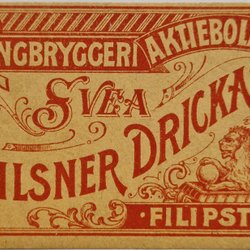 NGBRYGGERI AKTIEBOL
SVEA
ILSNER DRICKA
FILIPST